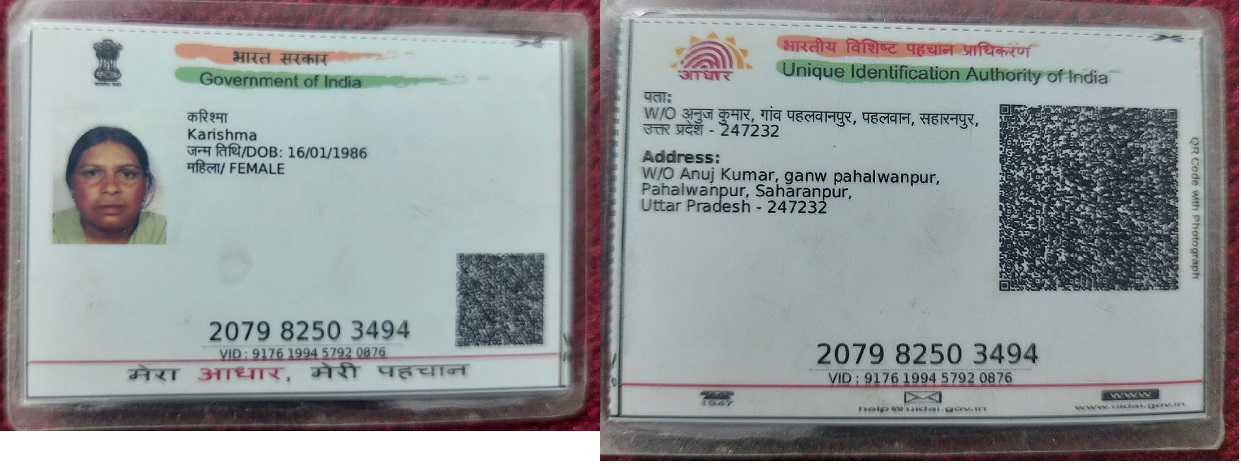 भारत सरकार
Government of India
करिश्मा
Karishma
जन्म तिथि/DOB: 16/01/1986
महिला/ FEMALE
2079 8250 3494
VID : 9176 1994 5792 0876
मेरा आधार, मेरी पहचान
भारतीय विशिष्ट पहचान प्राधिकरण
Unique Identification Authority of India
आधार
पता:
W/O अनुज कुमार, गांव पहलवानपुर, पहलवान, सहारनपुर,
उत्तर प्रदेश - 247232
Address:
W/O Anuj Kumar, ganw pahalwanpur,
Pahalwanpur, Saharanpur,
Uttar Pradesh - 247232
QR Code with Photograph
2079 8250 3494
VID : 9176 1994 5792 0876
1947
help@uidai.gov.in
www
www.uidai.gov.in